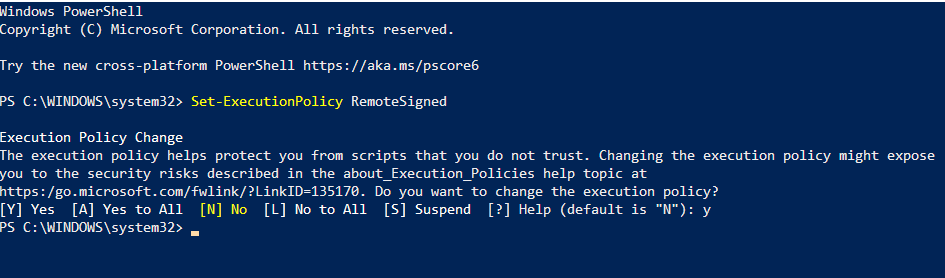 Windows PowerShell
Copyright (C) Microsoft Corporation. All rights reserved.
Try the new cross-platform PowerShell https://aka.ms/pscore6
PS C:\WINDOWS\system32> Set-ExecutionPolicy RemoteSigned
Execution Policy Change
The execution policy helps protect you from scripts that you do not trust. Changing the execution policy might expose
you to the security risks described in the about_Execution_Policies help topic at
https:/go.microsoft.com/fwlink/?LinkID=135170. Do you want to change the execution policy?
[Y] Yes  [A] Yes to All  [N] No  [L] No to All  [S] Suspend  [?] Help (default is "N"): y
PS C:\WINDOWS\system32>